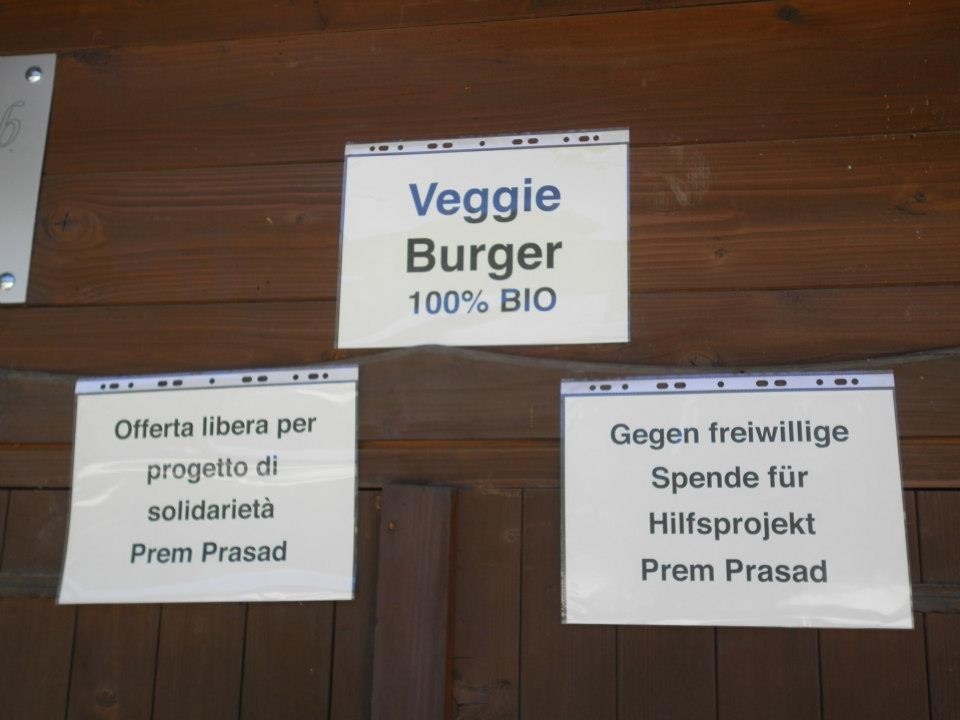 Veggie
Burger
100% BIO
Offerta libera per
progetto di
solidarietà
Prem Prasad
Gegen freiwillige
Spende für
Hilfsprojekt
Prem Prasad